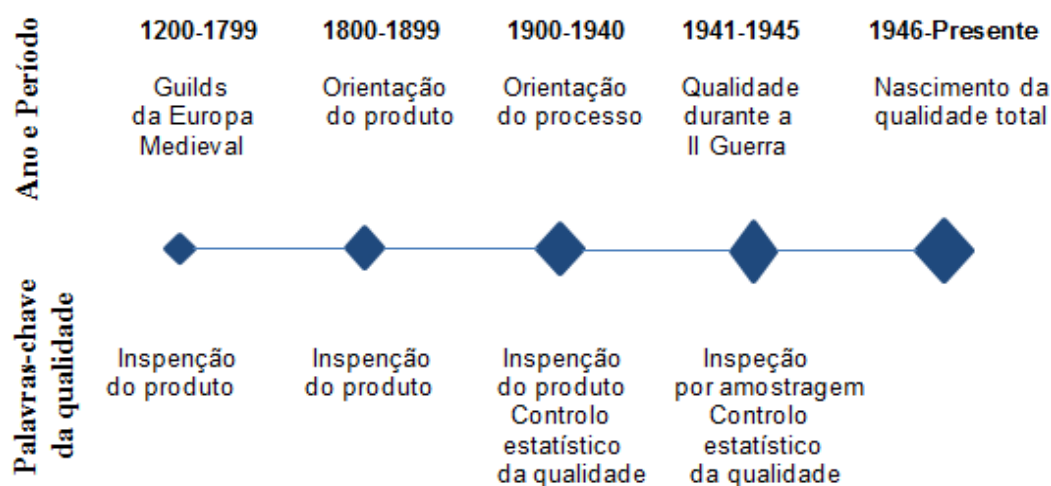 Ano e Período
1200-1799
1800-1899
1900-1940
1941-1945
1946-Presente
Guilds
da Europa
Medieval
Orientação
do produto
Orientação
do processo
Qualidade
durante a
II Guerra
Nascimento da
qualidade total
Palavras-chave
da qualidade
Inspenção
do produto
Inspenção
do produto
Inspenção
do produto
Controlo
estatístico
da qualidade
Inspeção
por amostragem
Controlo
estatístico
da qualidade